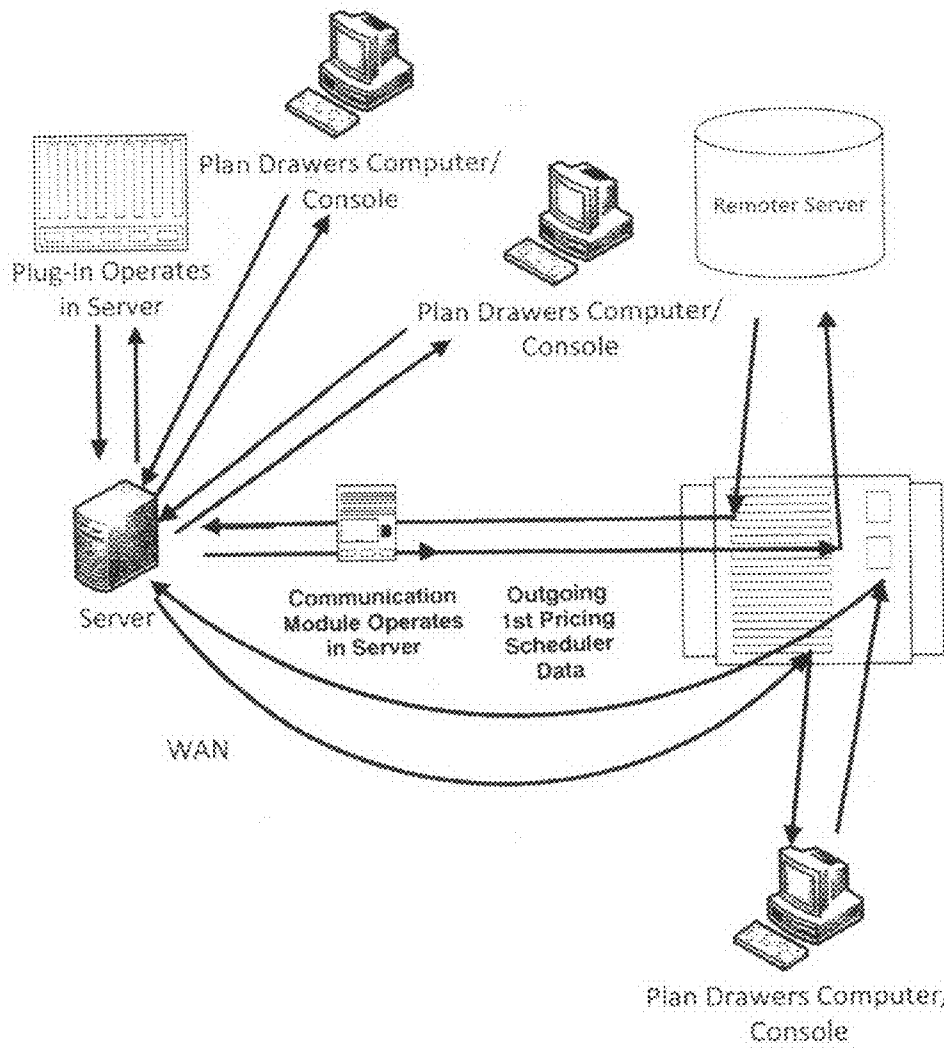 Plan Drawers Computer/
Console
Remoter Server
Plug-In Operates
in Server
Plan Drawers Computer/
Console
Server
Communication
Module Operates
in Server
Outgoing
1st Pricing
Scheduler
Data
WAN
Plan Drawers Computer/
Console